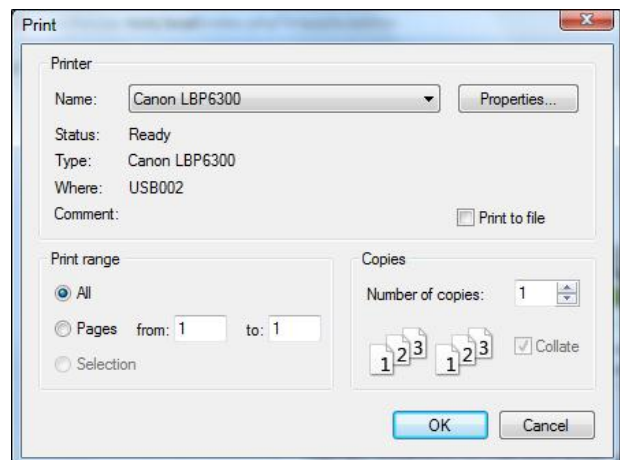 Print
Printer
Name: Canon LBP6300 Properties...
Status: Ready
Type: Canon LBP6300
Where: USB002
Comment: Print to file
Print range
All
Pages from: 1 to: 1
Selection
Copies
Number of copies: 1
1 2 3 1 2 3 Collate
OK Cancel